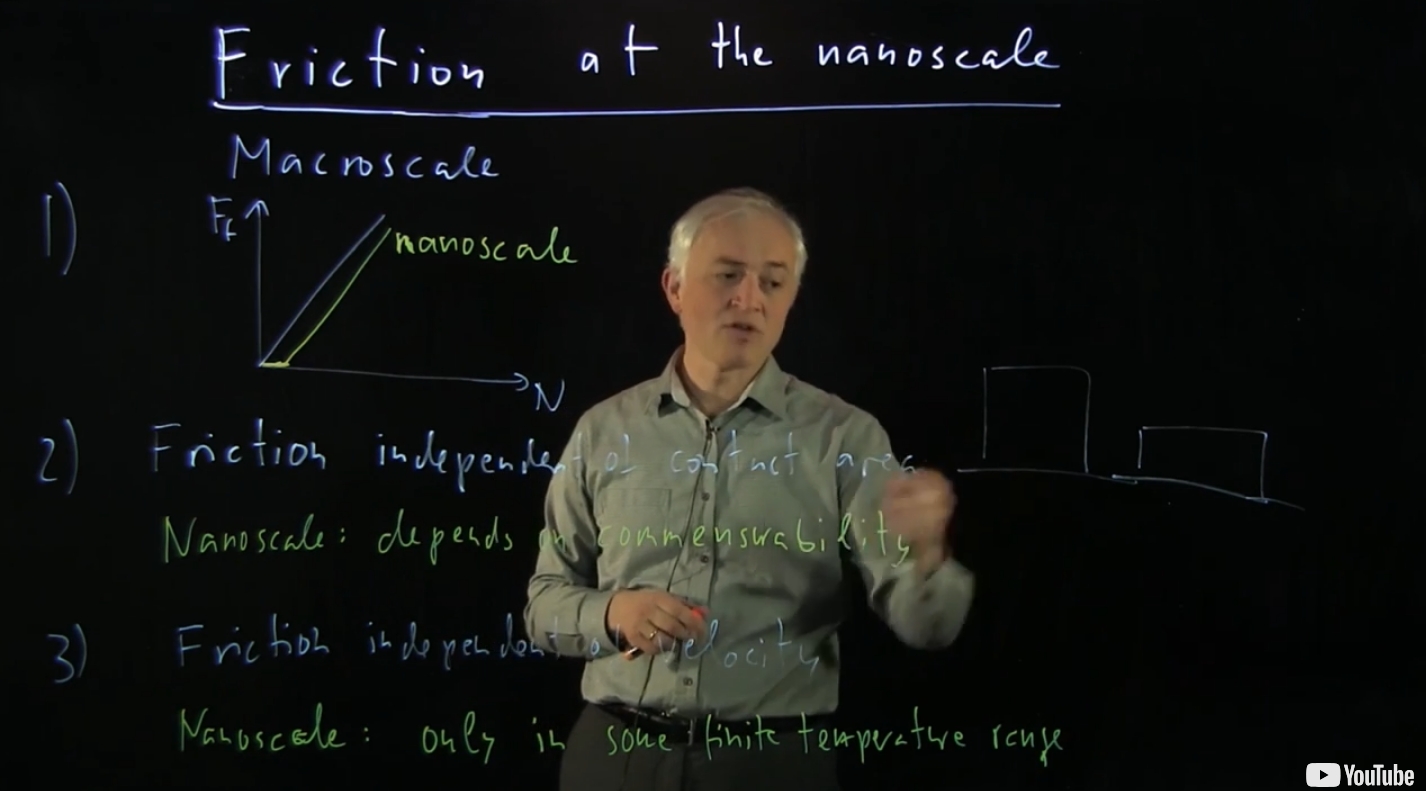 Friction at the nanoscale
Macroscale
1)
F_f
nanoscale
N
2) Friction independent of contact area
Nanoscale: depends on commensurability
3) Friction independent of velocity
Nanoscale: only in some finite temperature range
YouTube